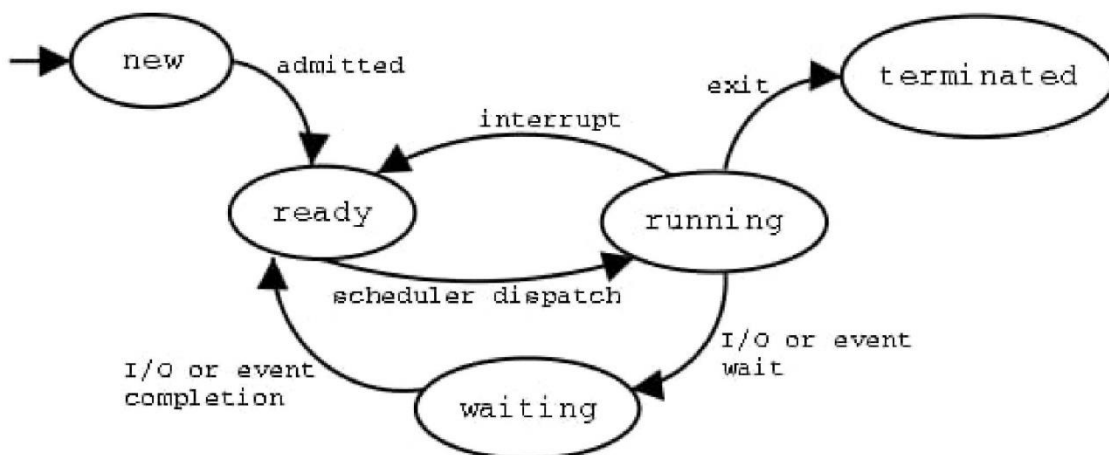 new
admitted
terminated
exit
interrupt
ready
running
scheduler dispatch
I/O or event
completion
I/O or event
wait
waiting